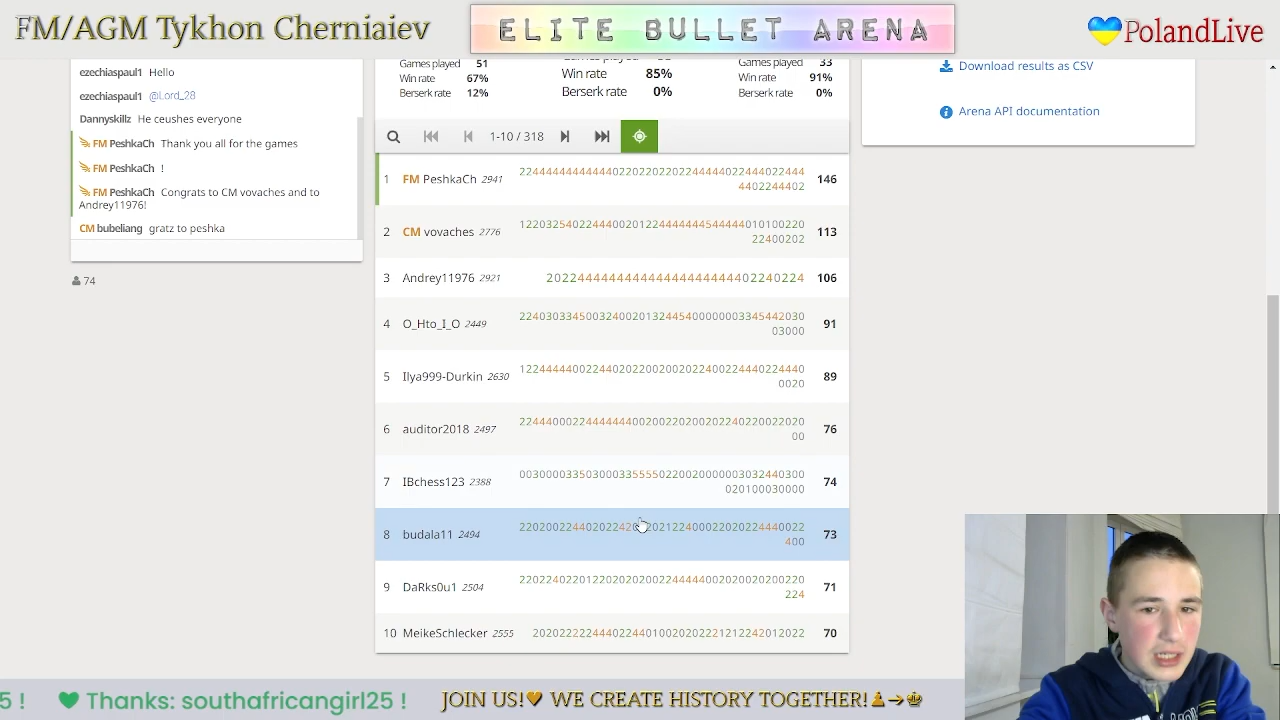 FM/AGM Tykhon Cherniaiev
ELITE BULLET ARENA
PolandLive
ezechiaspaul1 Hello
ezechiaspaul1 @Lord_28
Dannyskillz He ceushes everyone
FM PeshkaCh Thank you all for the games
FM PeshkaCh !
FM PeshkaCh Congrats to CM vovaches and to
Andrey11976!
CM bubeliang gratz to peshka
74
Games played 51
Win rate 67%
Berserk rate 12%
Win rate 85%
Berserk rate 0%
Games played 33
Win rate 91%
Berserk rate 0%
1-10 / 318
1 FM PeshkaCh 2941 146
2 CM vovaches 2776 113
3 Andrey11976 2921 106
4 O_Hto_I_O 2449 91
5 Ilya999-Durkin 2630 89
6 auditor2018 2497 76
7 IBchess123 2388 74
8 budala11 2494 73
9 DaRks0u1 2504 71
10 MeikeSchlecker 2555 70
Download results as CSV
Arena API documentation
5 ! Thanks: southafricangirl25 !
JOIN US! WE CREATE HISTORY TOGETHER!